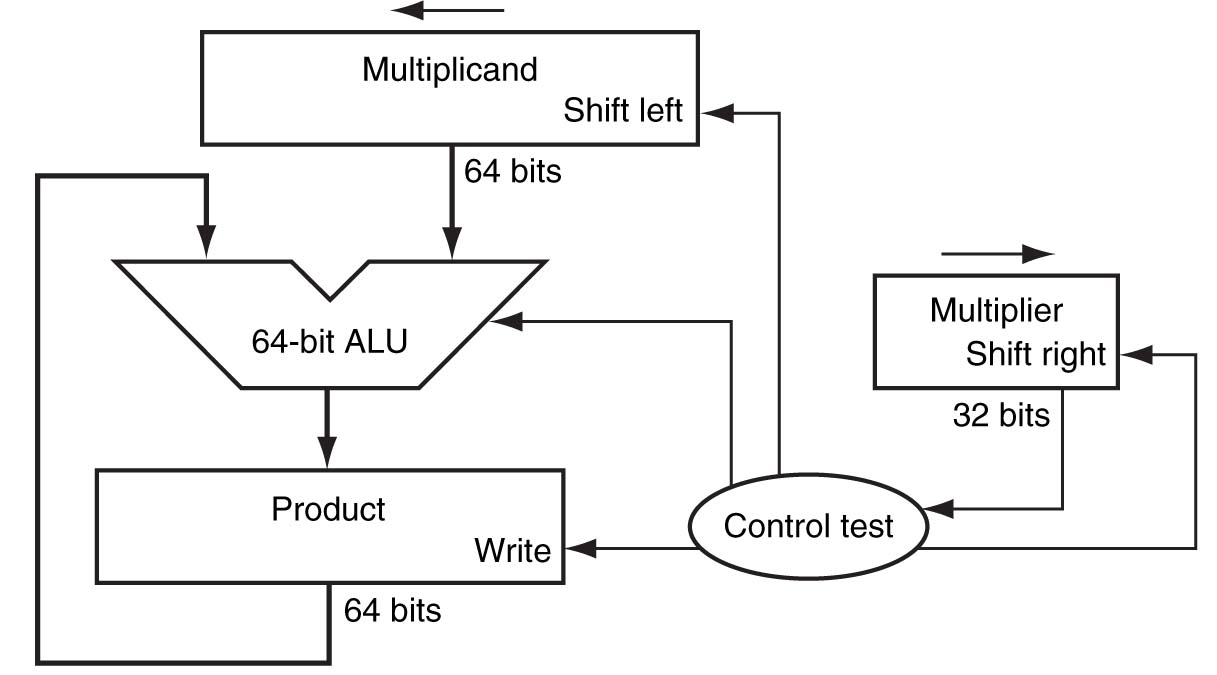 Multiplicand
Shift left
64 bits
64-bit ALU
Multiplier
Shift right
32 bits
Product
Write
Control test
64 bits